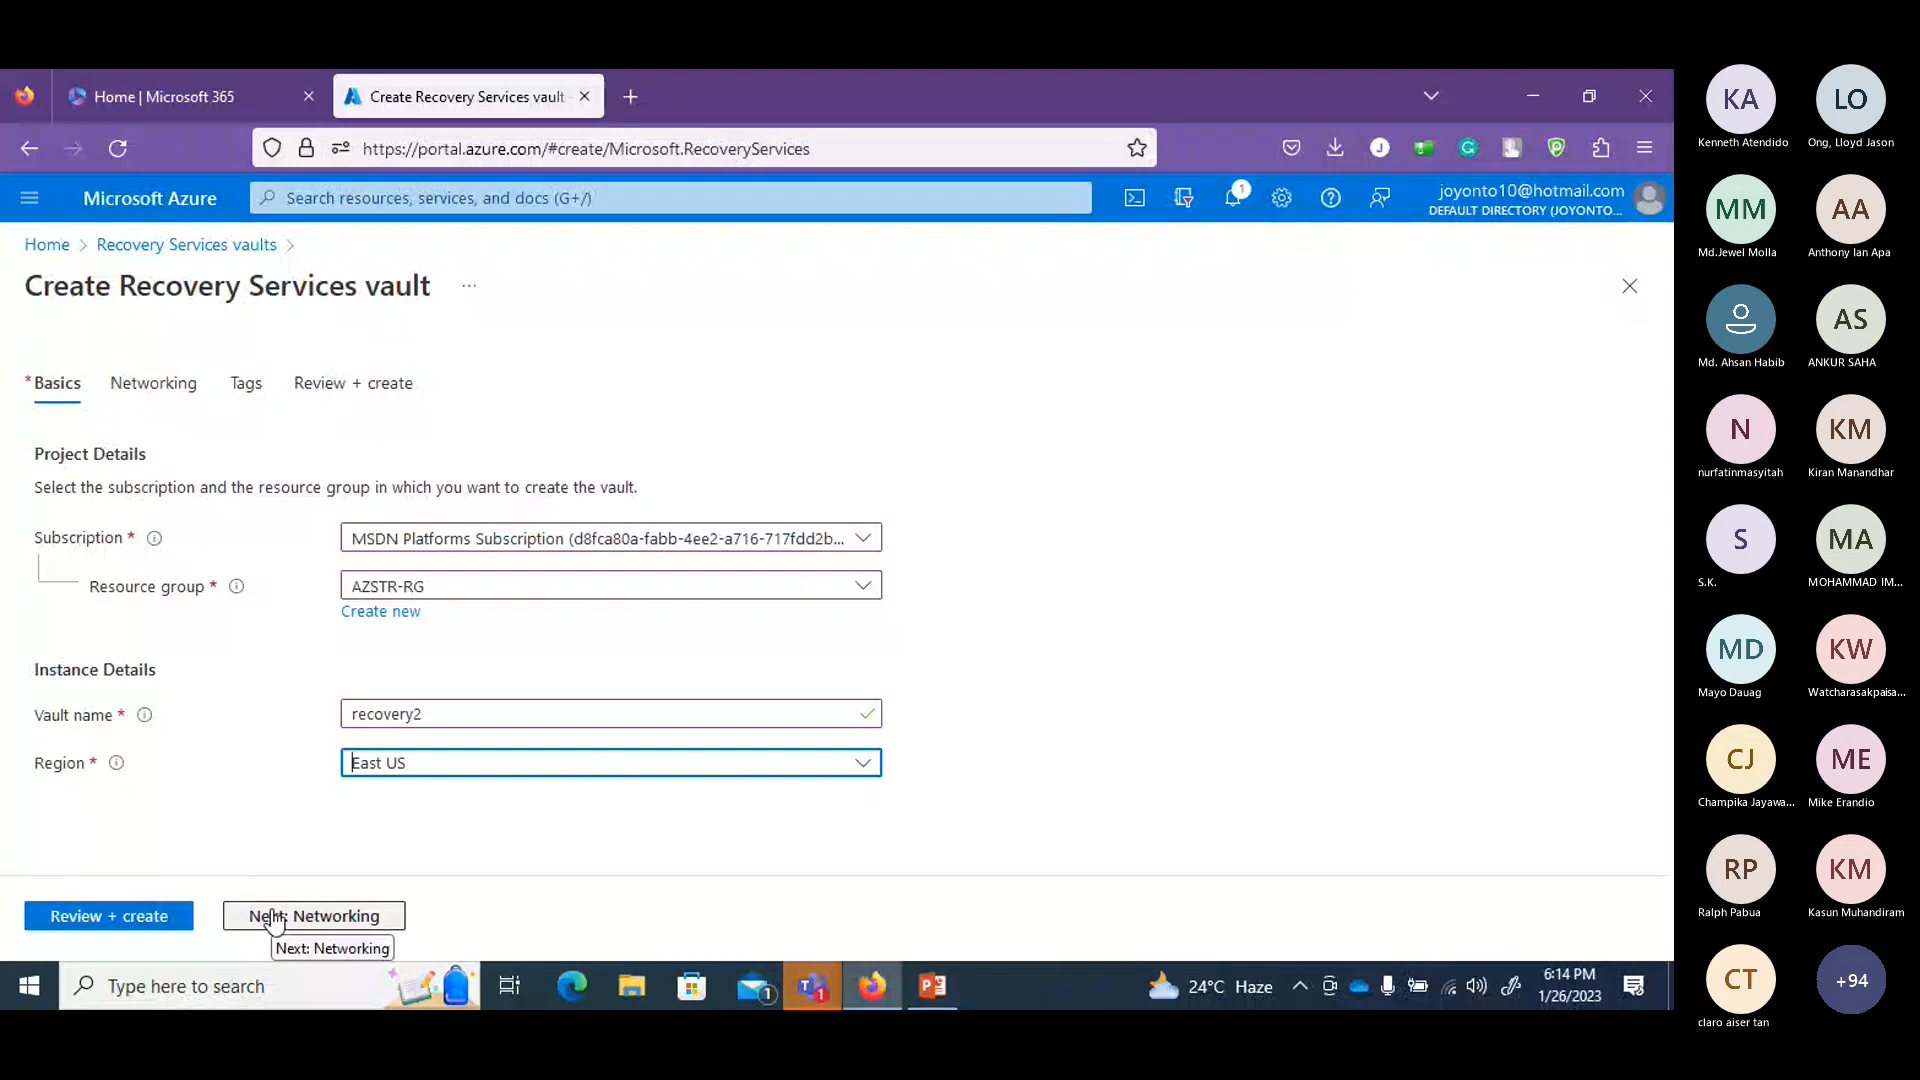 Home | Microsoft 365
Create Recovery Services vault
https://portal.azure.com/#create/Microsoft.RecoveryServices
Microsoft Azure
Search resources, services, and docs (G+/)
1
joyonto10@hotmail.com
DEFAULT DIRECTORY (JOYONTO...
Home > Recovery Services vaults >
Create Recovery Services vault ...
* Basics Networking Tags Review + create
Project Details
Select the subscription and the resource group in which you want to create the vault.
Subscription * MSDN Platforms Subscription (d8fca80a-fabb-4ee2-a716-717fdd2b...
Resource group * AZSTR-RG
Create new
Instance Details
Vault name * recovery2
Region * East US
Review + create
Next: Networking
Next: Networking
Type here to search
24°C Haze
6:14 PM
1/26/2023
KA LO
Kenneth Atendido Ong, Lloyd Jason
MM AA
Md.Jewel Molla Anthony Ian Apa
AS
Md. Ahsan Habib ANKUR SAHA
N KM
nurfatinmasyitah Kiran Manandhar
S MA
S.K. MOHAMMAD IM...
MD KW
Mayo Dauag Watcharasakpaisa...
CJ ME
Champika Jayawa... Mike Erandio
RP KM
Ralph Pabua Kasun Muhandiram
CT +94
claro aiser tan